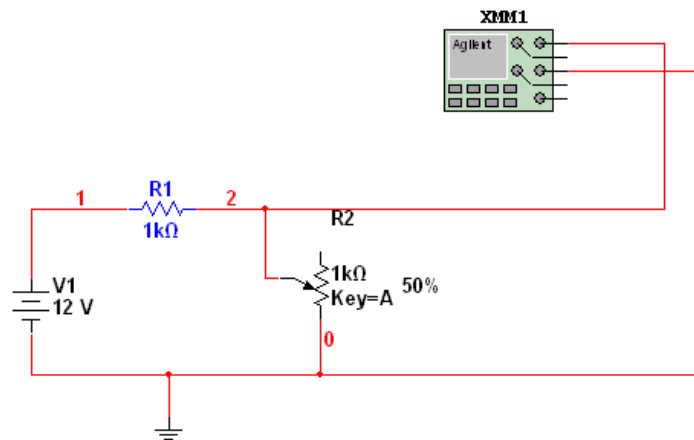 XMM1
Agilent
1
R1
2
1kΩ
R2
1kΩ
50%
Key=A
V1
12 V
0